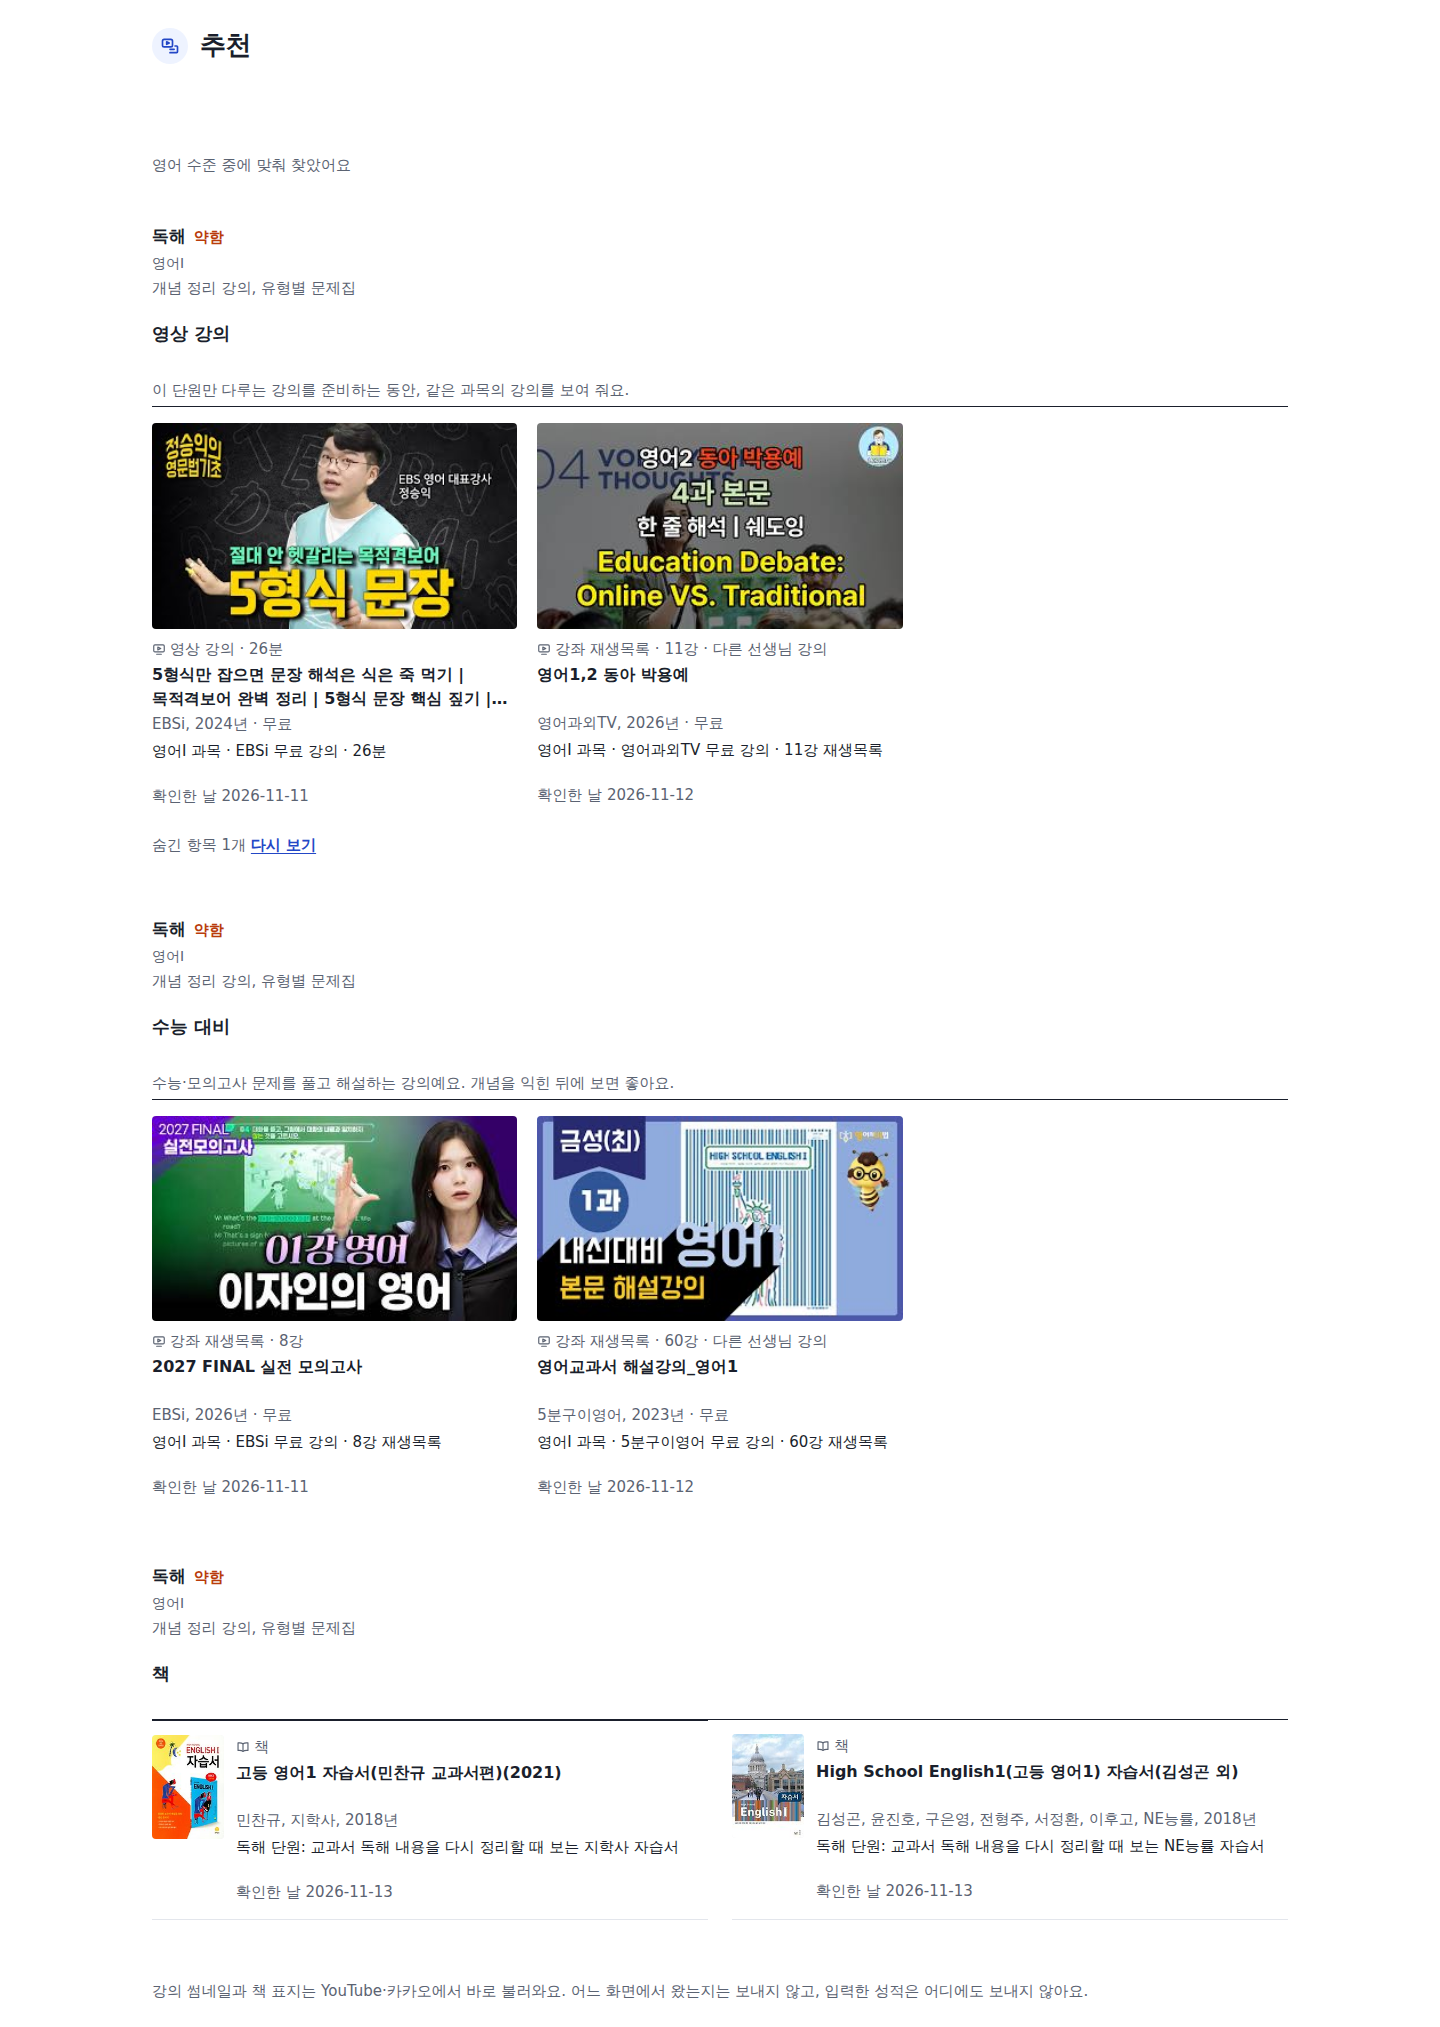 추천
영어 수준 중에 맞춰 찾았어요
독해 약함
영어I
개념 정리 강의, 유형별 문제집
영상 강의
이 단원만 다루는 강의를 준비하는 동안, 같은 과목의 강의를 보여 줘요.
정승익의
영문법기초
EBS 영어 대표강사
정승익
절대 안 헷갈리는 목적격보어
5형식 문장
04
THOUGHTS
영어2 동아 박용예
4과 본문
한 줄 해석 | 쉐도잉
Education Debate:
Online VS. Traditional
영상 강의 · 26분
5형식만 잡으면 문장 해석은 식은 죽 먹기 |
목적격보어 완벽 정리 | 5형식 문장 핵심 짚기 |...
EBSi, 2024년 · 무료
영어I 과목 · EBSi 무료 강의 · 26분
확인한 날 2026-11-11
강좌 재생목록 · 11강 · 다른 선생님 강의
영어1,2 동아 박용예
영어과외TV, 2026년 · 무료
영어I 과목 · 영어과외TV 무료 강의 · 11강 재생목록
확인한 날 2026-11-12
숨긴 항목 1개 다시 보기
독해 약함
영어I
개념 정리 강의, 유형별 문제집
수능 대비
수능·모의고사 문제를 풀고 해설하는 강의예요. 개념을 익힌 뒤에 보면 좋아요.
2027 FINAL
실전모의고사
01강 영어
이자인의 영어
금성(최)
1과
HIGH SCHOOL ENGLISH I
내신대비 영어I
본문 해설강의
강좌 재생목록 · 8강
2027 FINAL 실전 모의고사
EBSi, 2026년 · 무료
영어I 과목 · EBSi 무료 강의 · 8강 재생목록
확인한 날 2026-11-11
강좌 재생목록 · 60강 · 다른 선생님 강의
영어교과서 해설강의_영어1
5분구이영어, 2023년 · 무료
영어I 과목 · 5분구이영어 무료 강의 · 60강 재생목록
확인한 날 2026-11-12
독해 약함
영어I
개념 정리 강의, 유형별 문제집
책
ENGLISH I
자습서
책
고등 영어1 자습서(민찬규 교과서편)(2021)
민찬규, 지학사, 2018년
독해 단원: 교과서 독해 내용을 다시 정리할 때 보는 지학사 자습서
확인한 날 2026-11-13
자습서
English I
책
High School English1(고등 영어1) 자습서(김성곤 외)
김성곤, 윤진호, 구은영, 전형주, 서정환, 이후고, NE능률, 2018년
독해 단원: 교과서 독해 내용을 다시 정리할 때 보는 NE능률 자습서
확인한 날 2026-11-13
강의 썸네일과 책 표지는 YouTube·카카오에서 바로 불러와요. 어느 화면에서 왔는지는 보내지 않고, 입력한 성적은 어디에도 보내지 않아요.